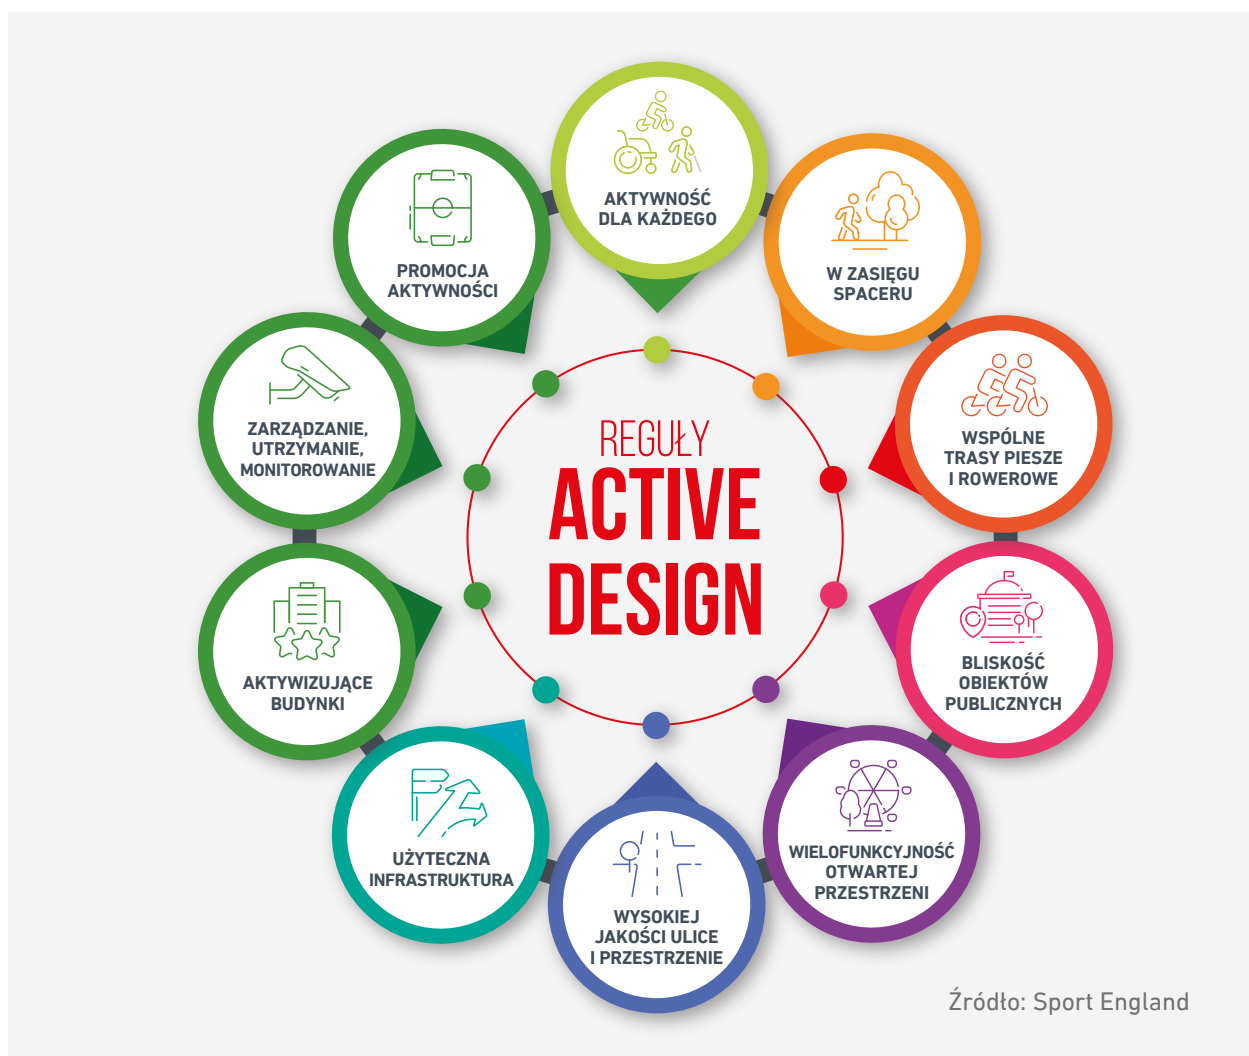 REGUŁY
ACTIVE
DESIGN
AKTYWNOŚĆ
DLA KAŻDEGO
W ZASIĘGU
SPACERU
WSPÓLNE
TRASY PIESZE
I ROWEROWE
BLISKOŚĆ
OBIEKTÓW
PUBLICZNYCH
WIELOFUNKCYJNOŚĆ
OTWARTEJ
PRZESTRZENI
WYSOKIEJ
JAKOŚCI ULICE
I PRZESTRZENIE
UŻYTECZNA
INFRASTRUKTURA
AKTYWIZUJĄCE
BUDYNKI
ZARZĄDZANIE,
UTRZYMANIE,
MONITOROWANIE
PROMOCJA
AKTYWNOŚCI
Źródło: Sport England